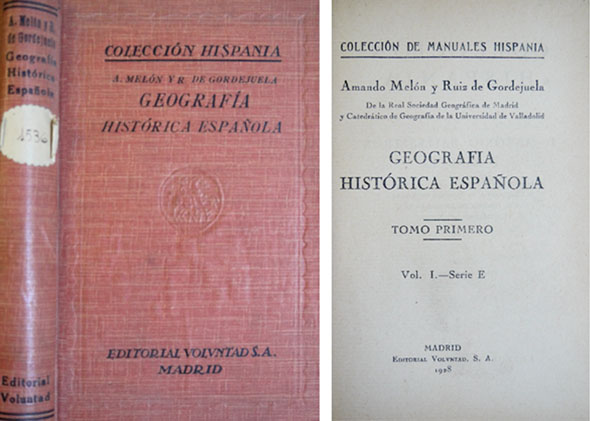 A. Melón y R.
de Gordejuela
Geografía
Histórica
Española
1536
Editorial
Voluntad
COLECCIÓN HISPANIA
A. MELÓN Y R. DE GORDEJUELA
GEOGRAFÍA
HISTÓRICA ESPAÑOLA
EDITORIAL VOLVNTAD S.A.
MADRID
COLECCIÓN DE MANUALES HISPANIA
Amando Melón y Ruiz de Gordejuela
De la Real Sociedad Geográfica de Madrid
y Catedrático de Geografía de la Universidad de Valladolid
GEOGRAFIA
HISTÓRICA ESPAÑOLA
TOMO PRIMERO
Vol. I.—Serie E
MADRID
EDITORIAL VOLUNTAD, S. A.
1928